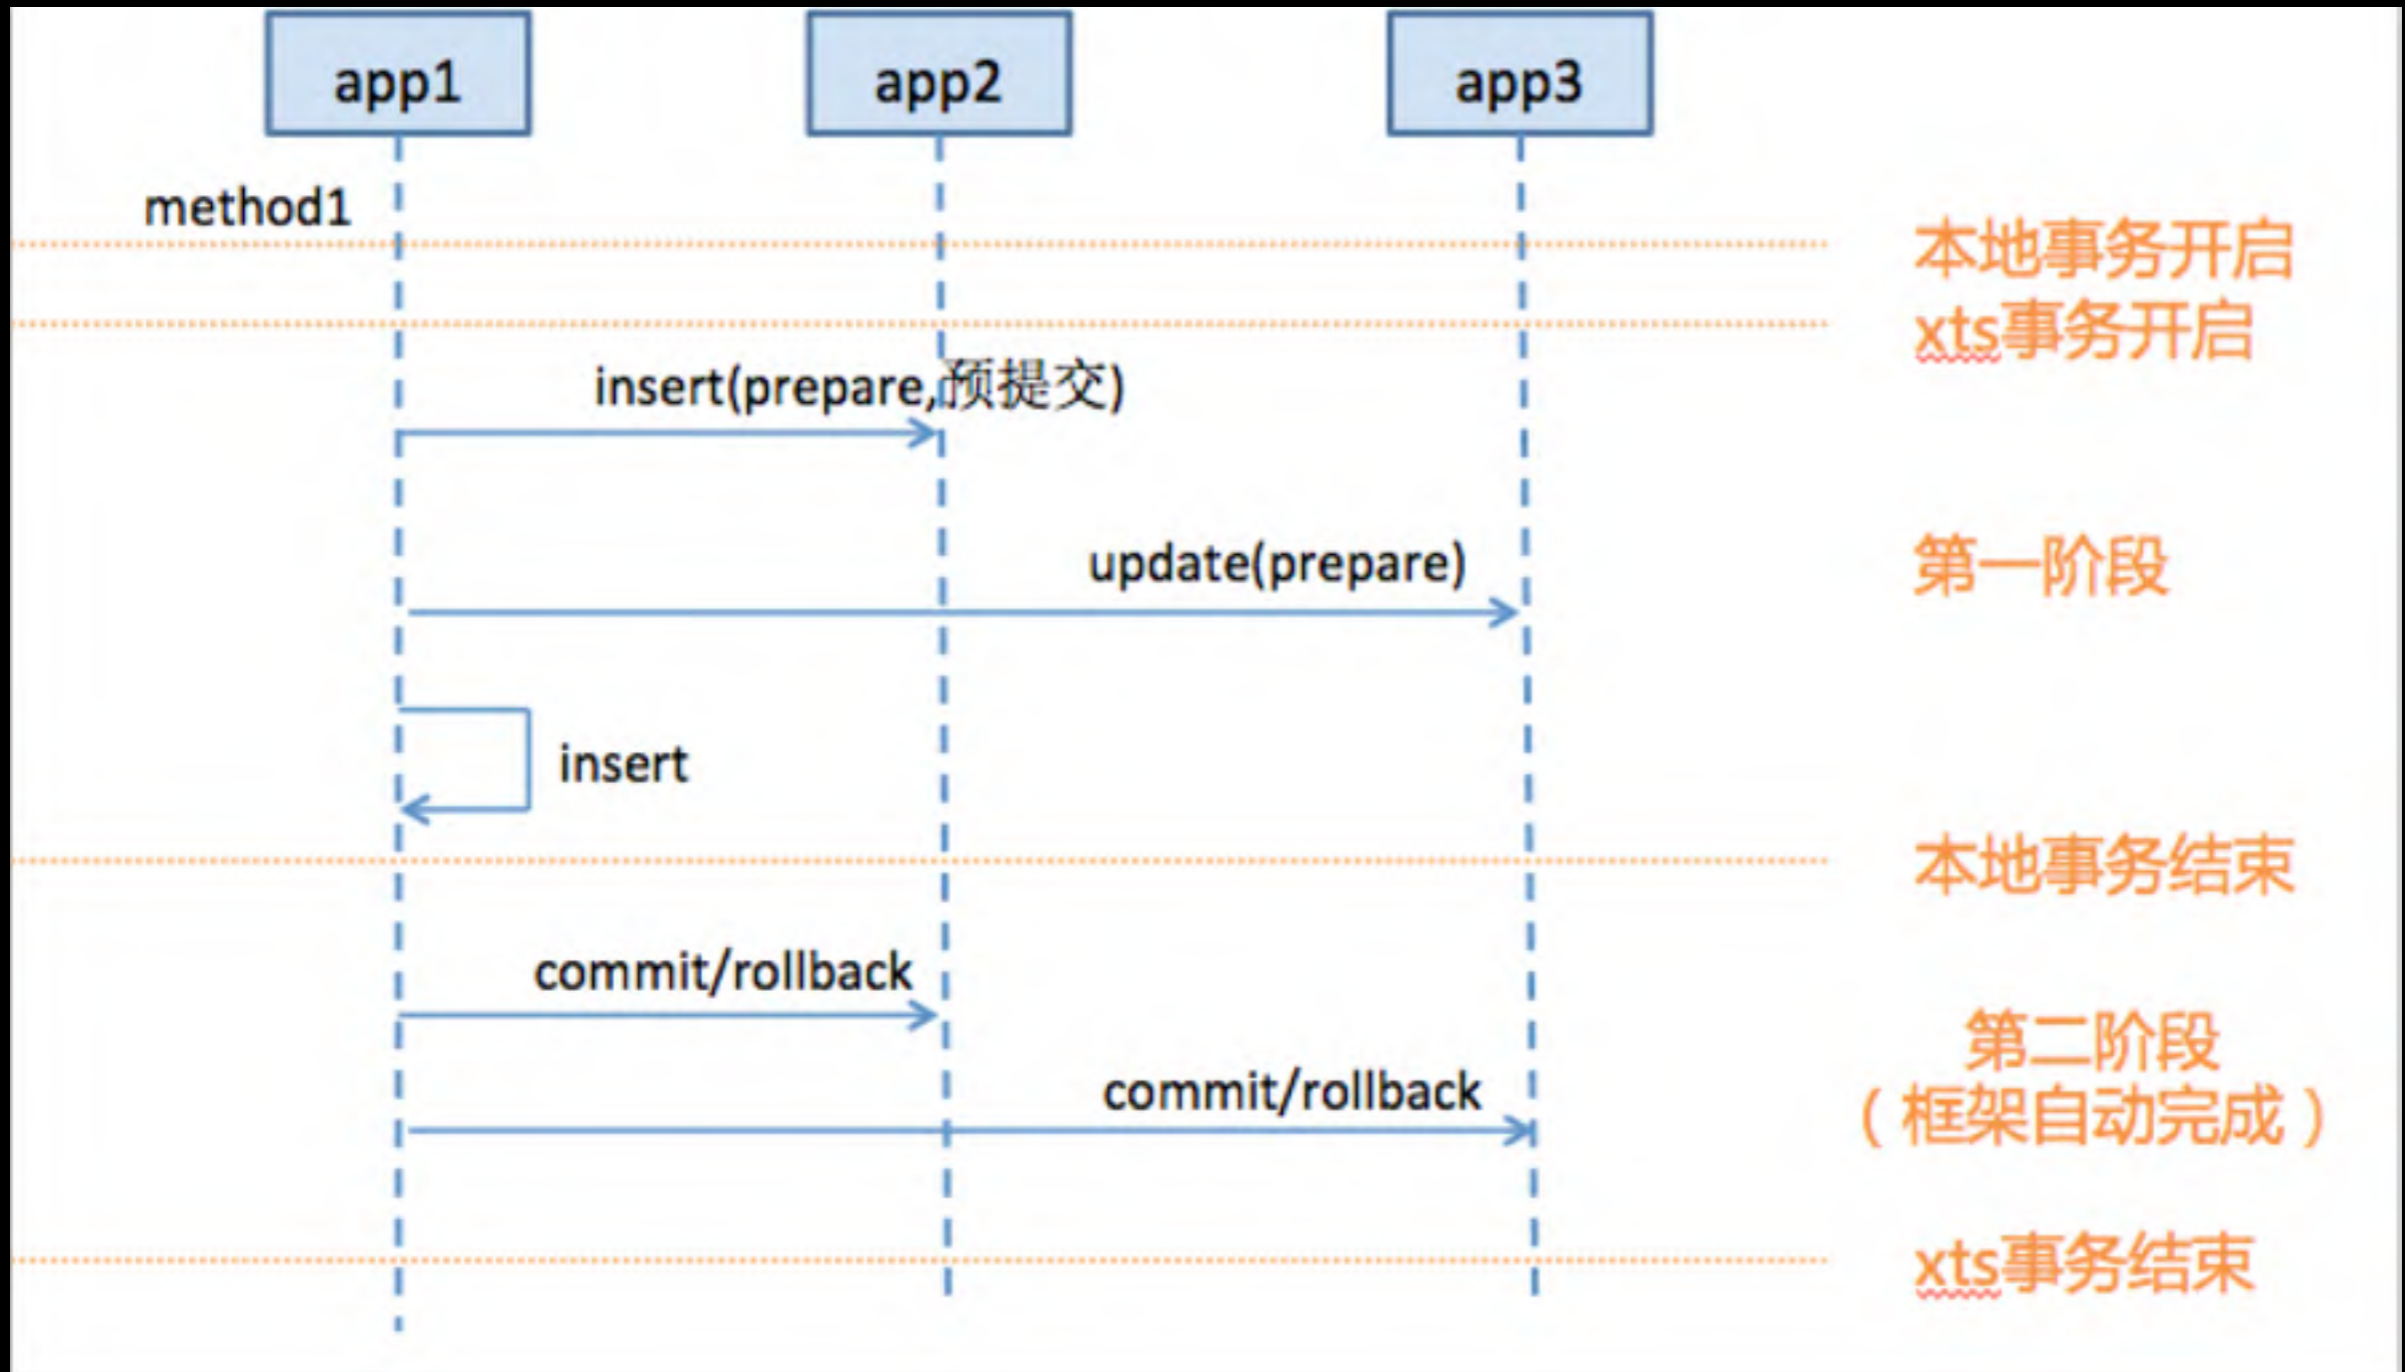 app1
app2
app3
method1
本地事务开启
xts事务开启
insert(prepare,预提交)
update(prepare)
第一阶段
insert
本地事务结束
commit/rollback
第二阶段
commit/rollback
（框架自动完成）
xts事务结束